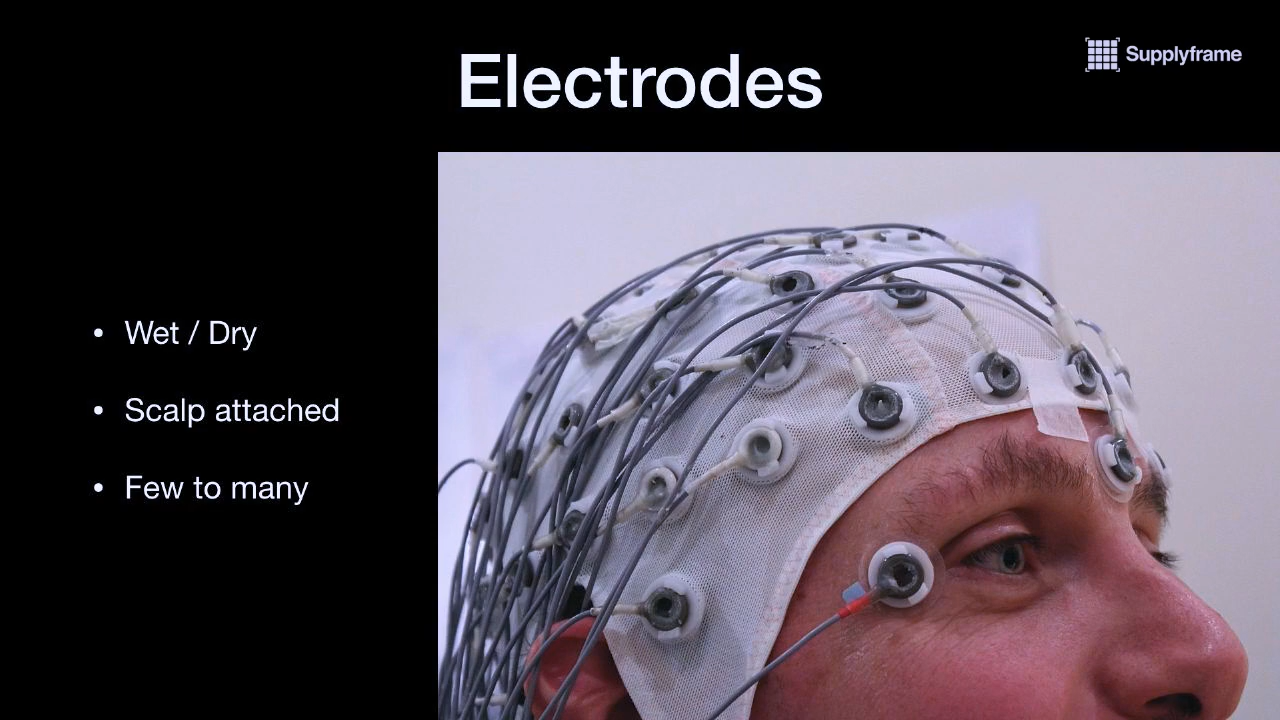 Electrodes
Supplyframe
• Wet / Dry
• Scalp attached
• Few to many